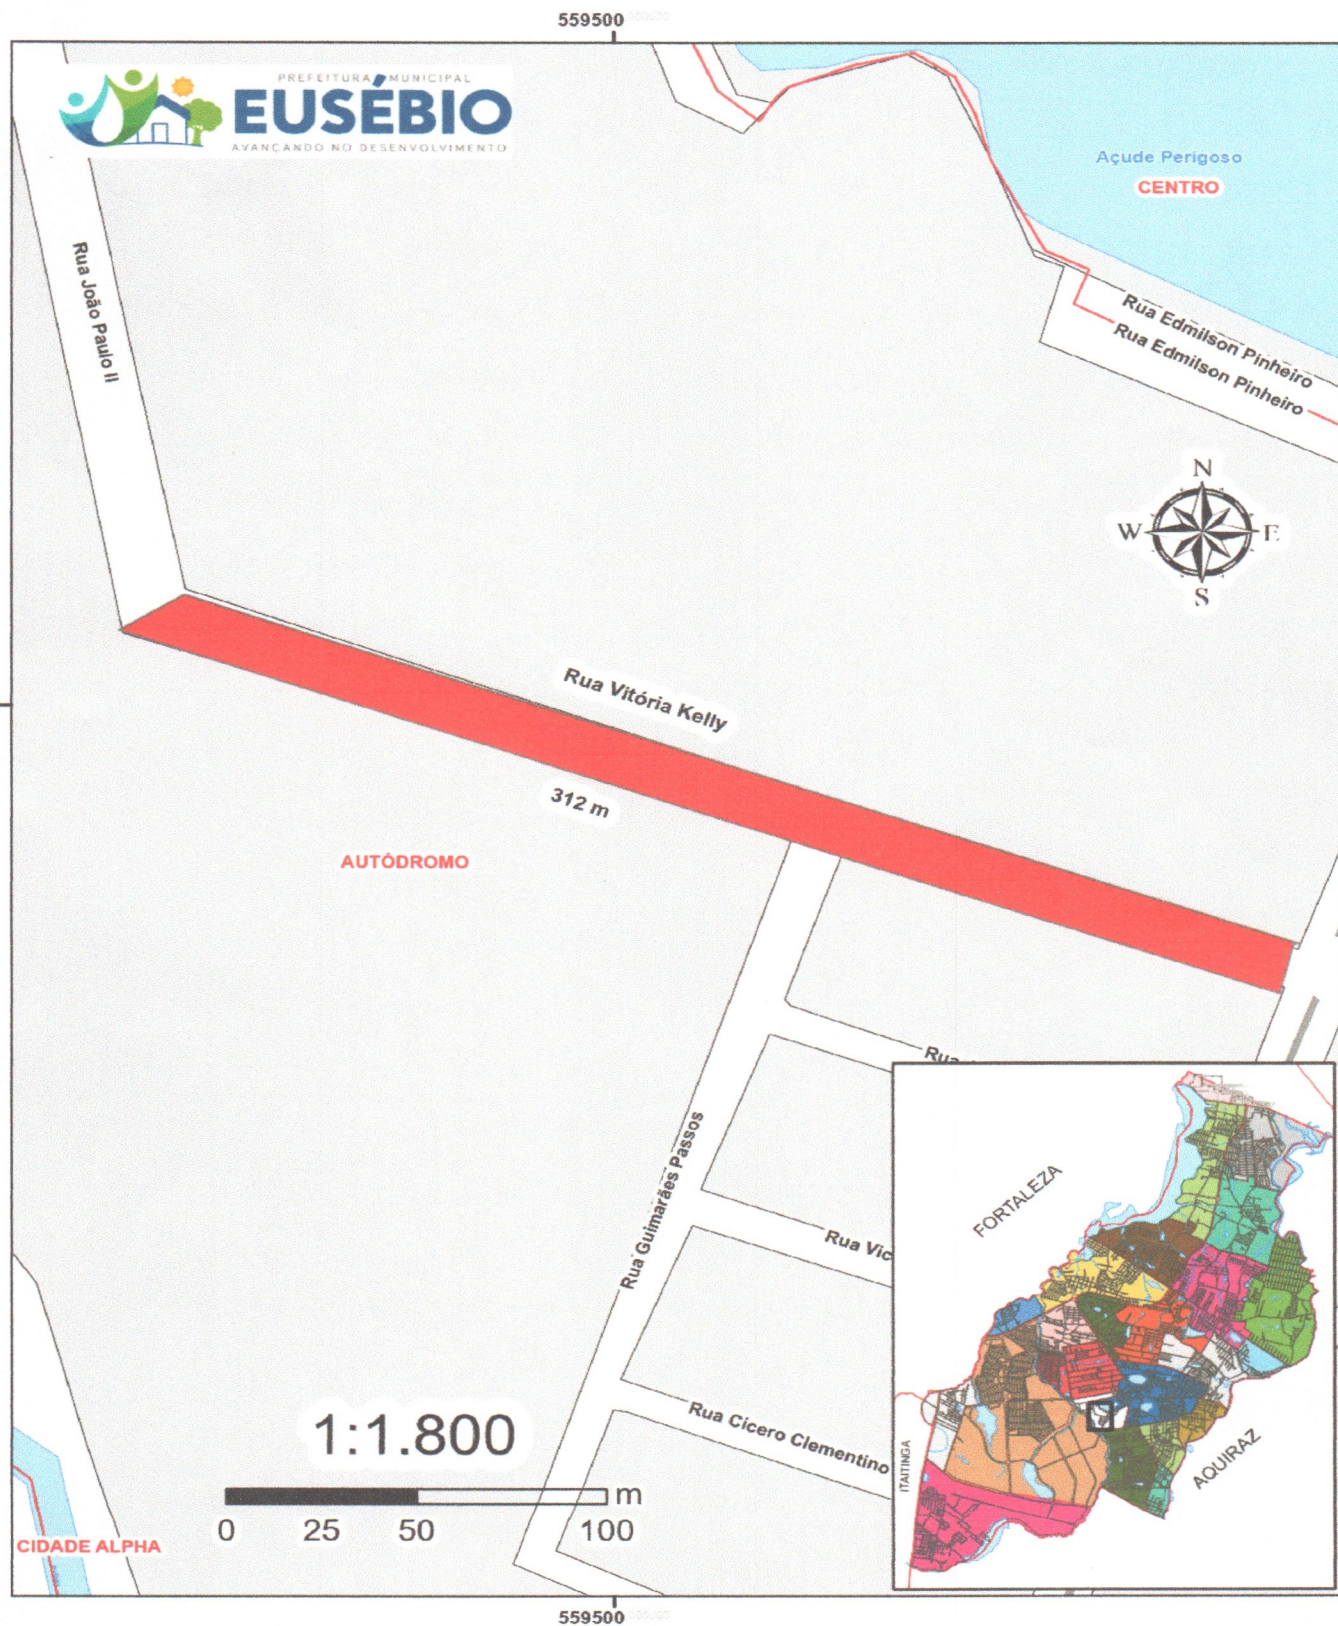 559500
PREFEITURA MUNICIPAL
EUSÉBIO
AVANÇANDO NO DESENVOLVIMENTO
Açude Perigoso
CENTRO
Rua João Paulo II
Rua Edmilson Pinheiro
Rua Edmilson Pinheiro
N
W E
S
Rua Vitória Kelly
312 m
AUTÓDROMO
Rua
Rua Guimarães Passos
Rua Vic
FORTALEZA
Rua Cícero Clementino
1:1.800
AQUIRAZ
ITAITINGA
m
0 25 50 100
CIDADE ALPHA
559500